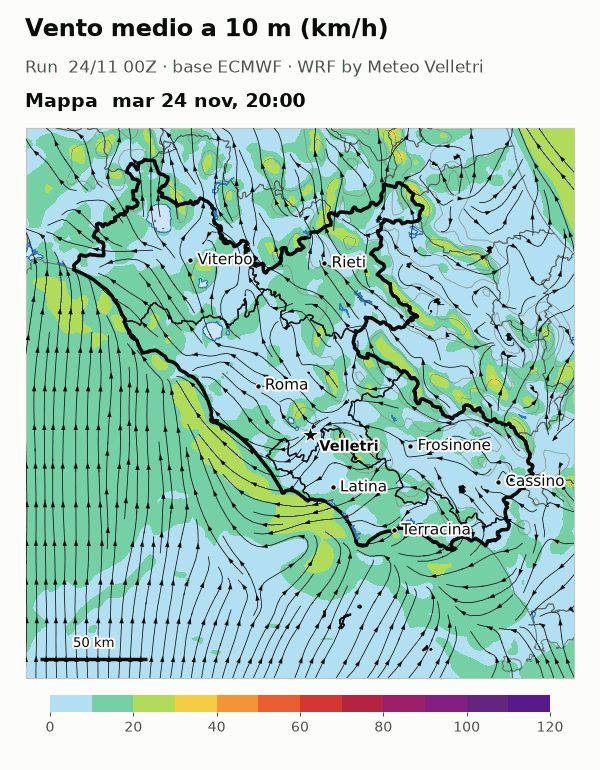 Vento medio a 10 m (km/h)
Run 24/11 00Z · base ECMWF · WRF by Meteo Velletri
Mappa mar 24 nov, 20:00
Viterbo
Rieti
Roma
Velletri
Frosinone
Latina
Cassino
Terracina
50 km
0 20 40 60 80 100 120